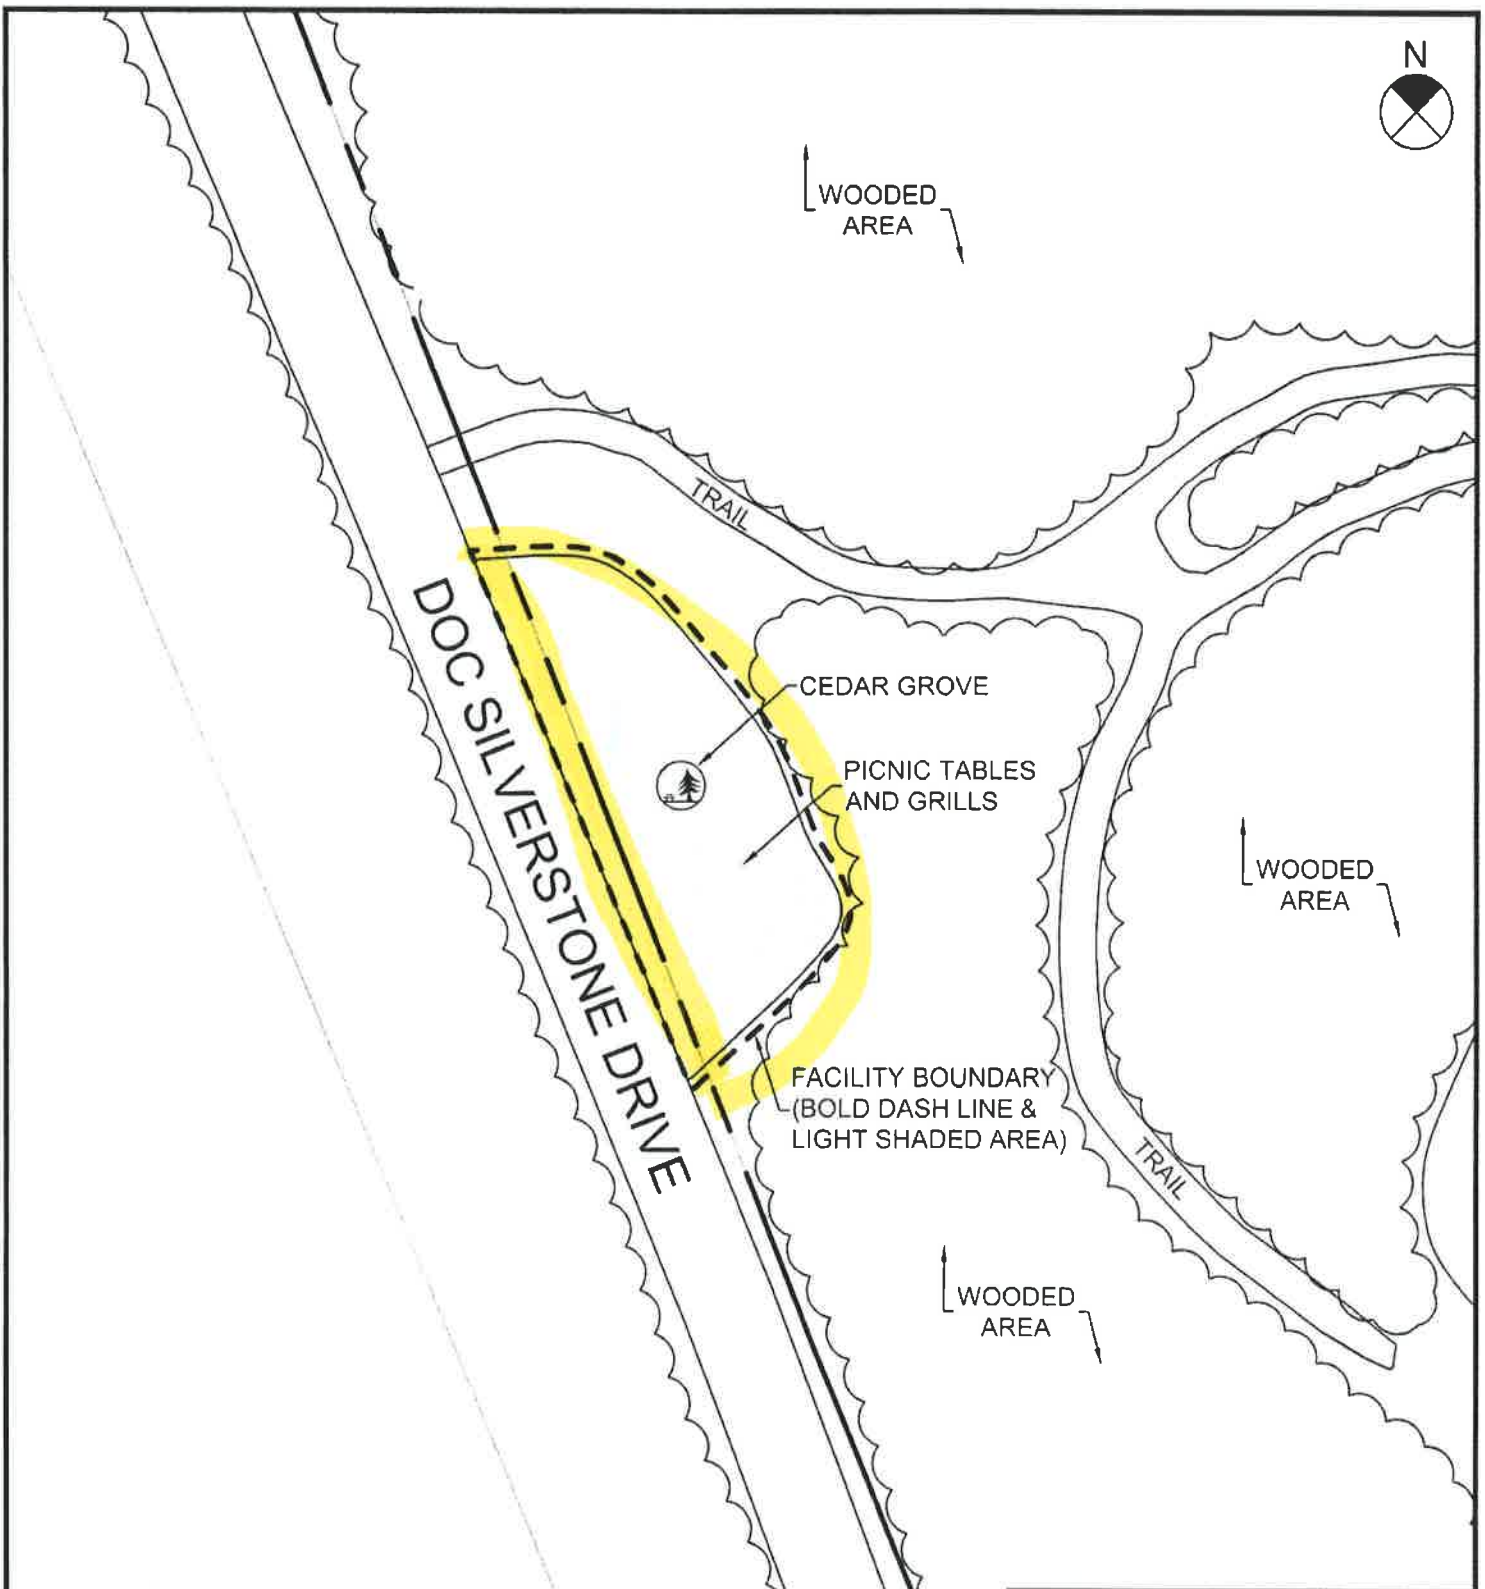 N
WOODED
AREA
TRAIL
DOC SILVERSTONE DRIVE
CEDAR GROVE
PICNIC TABLES
AND GRILLS
WOODED
AREA
FACILITY BOUNDARY
(BOLD DASH LINE &
LIGHT SHADED AREA)
TRAIL
WOODED
AREA